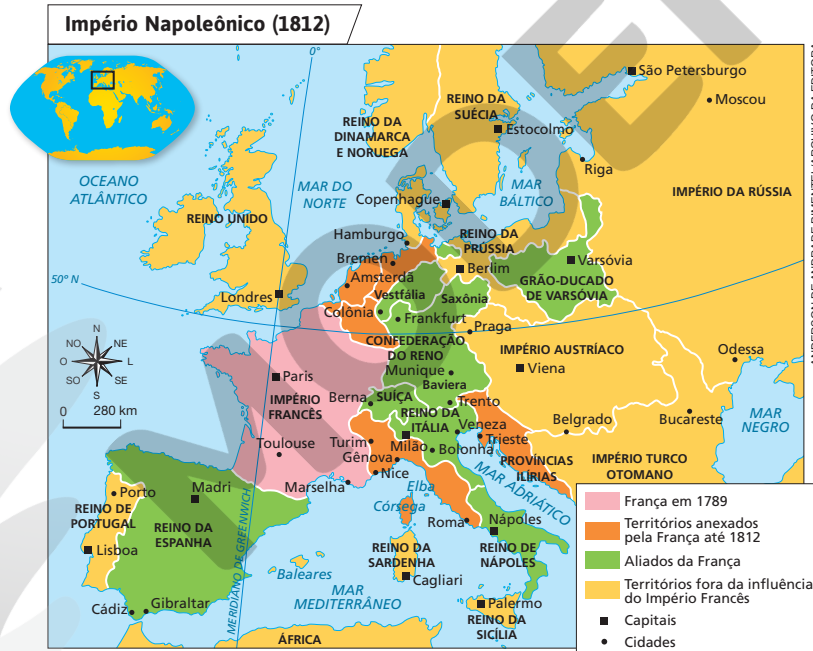 Império Napoleônico (1812)
0°
São Petersburgo
Moscou
REINO DA
SUÉCIA
Estocolmo
REINO DA
DINAMARCA
E NORUEGA
Riga
OCEANO
ATLÂNTICO
MAR DO
NORTE
MAR
BÁLTICO
IMPÉRIO DA RÚSSIA
Copenhague
REINO UNIDO
Hamburgo
REINO DA
PRÚSSIA
Bremen
Berlim
Varsóvia
50° N
Amsterdã
GRÃO-DUCADO
DE VARSÓVIA
Londres
Vestfália
Saxônia
Colônia
Frankfurt
Praga
N
NO
NE
O
L
SO
SE
S
CONFEDERAÇÃO
DO RENO
IMPÉRIO AUSTRÍACO
Odessa
Paris
Munique
Viena
Baviera
0 280 km
IMPÉRIO
FRANCÊS
Berna
SUÍÇA
Trento
REINO DA
ITÁLIA
Veneza
Belgrado
Bucareste
MAR
NEGRO
Toulouse
Turim
Milão
Trieste
Gênova
Bolonha
PROVÍNCIAS
ILÍRIAS
IMPÉRIO TURCO
OTOMANO
Nice
Marselha
MAR ADRIÁTICO
Porto
Madri
Elba
Córsega
REINO DE
PORTUGAL
REINO DA
ESPANHA
Roma
Nápoles
Lisboa
MERIDIANO DE GREENWICH
REINO DA
SARDENHA
REINO DE
NÁPOLES
Baleares
Cagliari
MAR
MEDITERRÂNEO
Cádiz
Gibraltar
Palermo
REINO DA
SICÍLIA
ÁFRICA
França em 1789
Territórios anexados
pela França até 1812
Aliados da França
Territórios fora da influência
do Império Francês
Capitais
Cidades